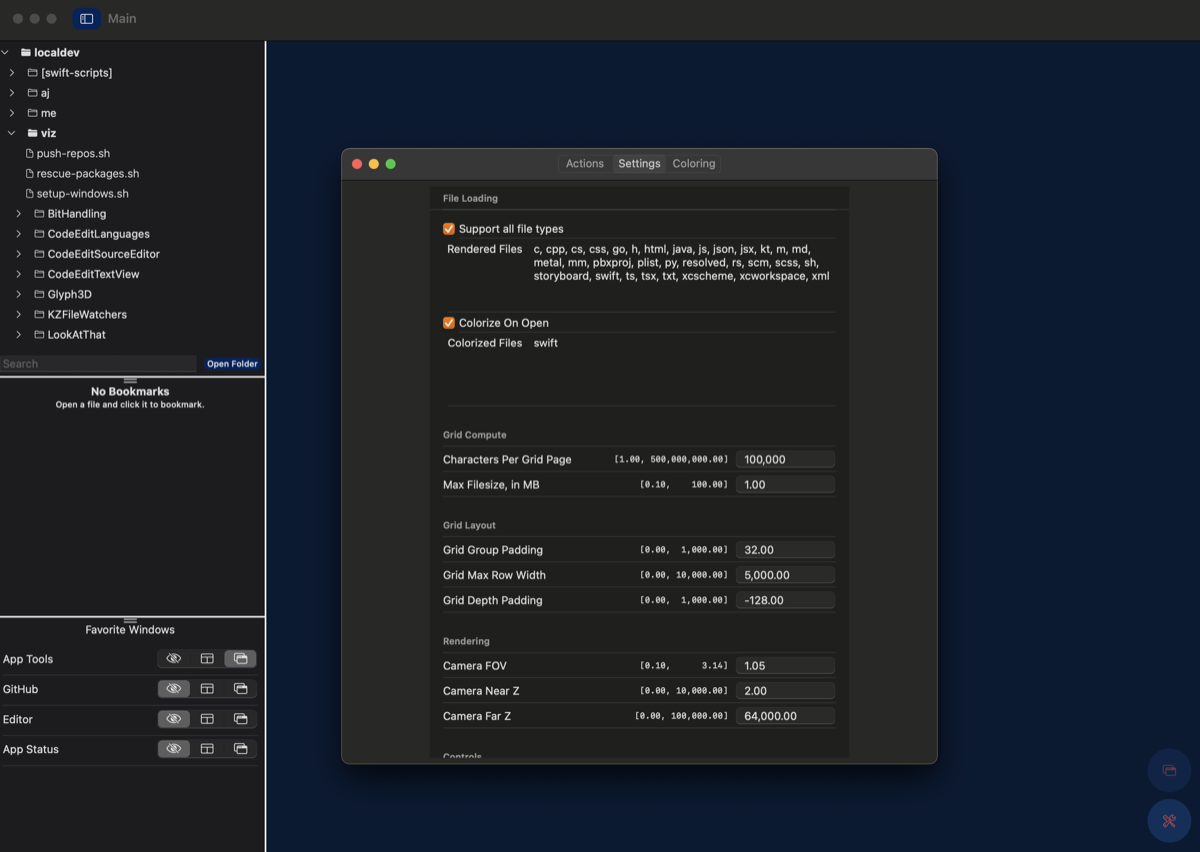 Main
localdev
[swift-scripts]
aj
me
viz
push-repos.sh
rescue-packages.sh
setup-windows.sh
BitHandling
CodeEditLanguages
CodeEditSourceEditor
CodeEditTextView
Glyph3D
KZFileWatchers
LookAtThat
Search Open Folder
No Bookmarks
Open a file and click it to bookmark.
Favorite Windows
App Tools
GitHub
Editor
App Status
Actions Settings Coloring
File Loading
Support all file types
Rendered Files c, cpp, cs, css, go, h, html, java, js, json, jsx, kt, m, md,
metal, mm, pbxproj, plist, py, resolved, rs, scm, scss, sh,
storyboard, swift, ts, tsx, txt, xcscheme, xcworkspace, xml
Colorize On Open
Colorized Files swift
Grid Compute
Characters Per Grid Page [1.00, 500,000,000.00] 100,000
Max Filesize, in MB [0.10, 100.00] 1.00
Grid Layout
Grid Group Padding [0.00, 1,000.00] 32.00
Grid Max Row Width [0.00, 10,000.00] 5,000.00
Grid Depth Padding [0.00, 1,000.00] -128.00
Rendering
Camera FOV [0.10, 3.14] 1.05
Camera Near Z [0.00, 10,000.00] 2.00
Camera Far Z [0.00, 100,000.00] 64,000.00
Controls